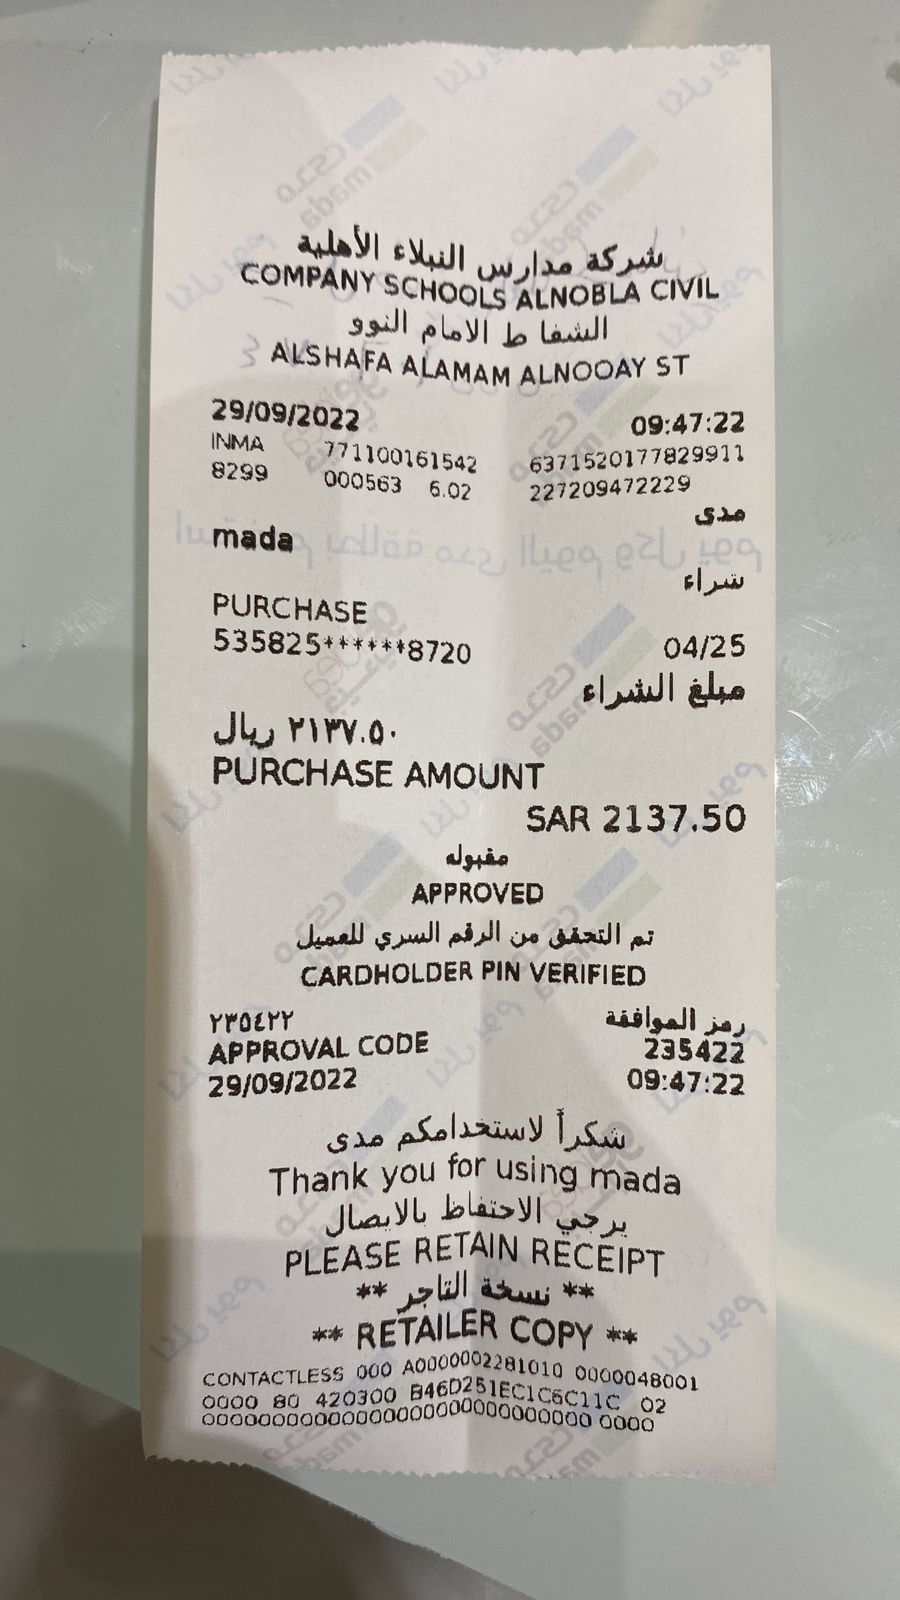 شركة مدارس النبلاء الأهلية
COMPANY SCHOOLS ALNOBLA CIVIL
الشفا ط الامام النوو
ALSHAFA ALAMAM ALNOOAY ST
29/09/2022 09:47:22
INMA 771100161542 6371520177829911
8299 000563 6.02 227209472229
مدى
mada
شراء
PURCHASE
535825******8720 04/25
مبلغ الشراء
٢١٣٧.٥٠ ريال
PURCHASE AMOUNT
SAR 2137.50
مقبوله
APPROVED
تم التحقق من الرقم السري للعميل
CARDHOLDER PIN VERIFIED
رمز الموافقة ٢٣٥٤٢٢
APPROVAL CODE 235422
29/09/2022 09:47:22
شكراً لاستخدامكم مدى
Thank you for using mada
يرجي الاحتفاظ بالايصال
PLEASE RETAIN RECEIPT
** نسخة التاجر **
** RETAILER COPY **
CONTACTLESS 000 A0000002281010 0000048001
0000 80 420300 B46D251EC1C6C11C 02
00000000000000000000000000000000 0000